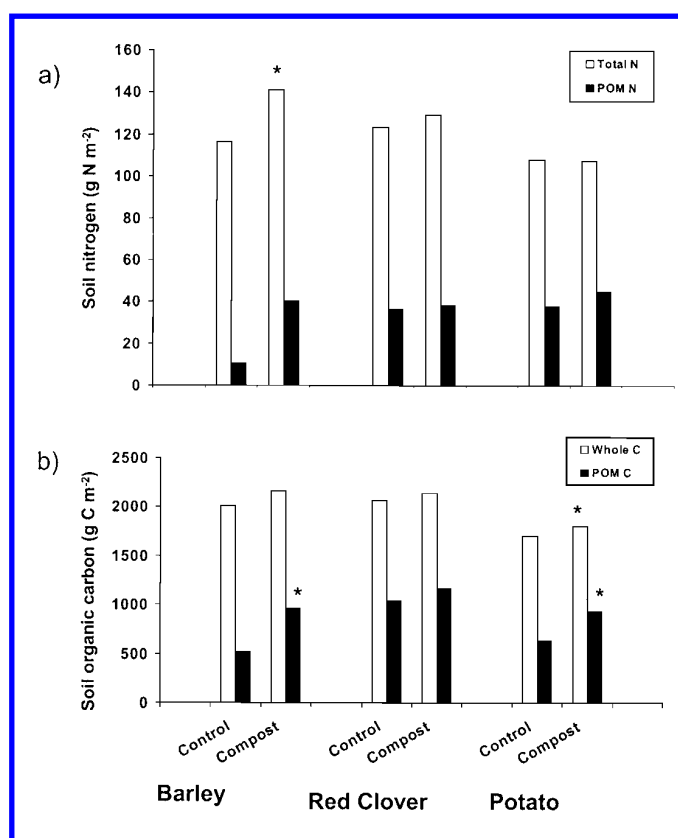 a)
Soil nitrogen (g N m-2)
160
140
120
100
80
60
40
20
0
*
Total N
POM N
b)
Soil organic carbon (g C m-2)
2500
2000
1500
1000
500
0
Whole C
POM C
*
*
*
Control
Compost
Control
Compost
Control
Compost
Barley
Red Clover
Potato